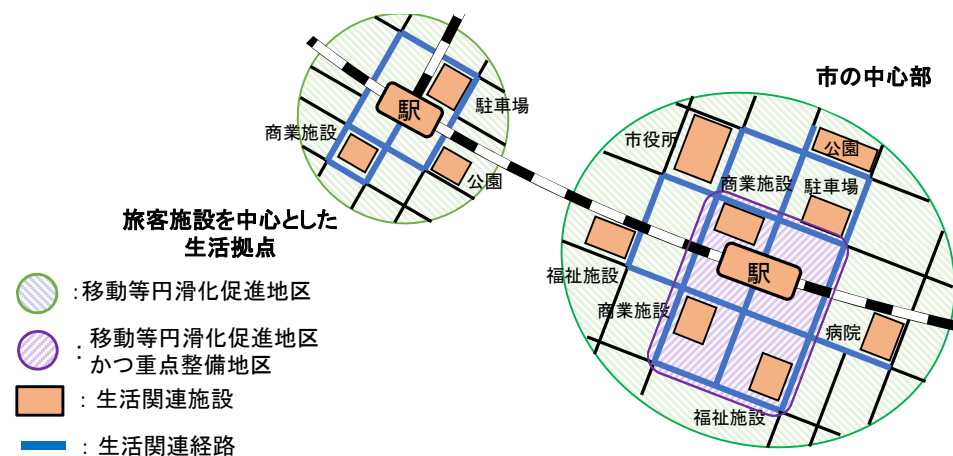 市の中心部
駅
駐車場
商業施設
公園
市役所
公園
商業施設
駐車場
福祉施設
駅
商業施設
病院
福祉施設
旅客施設を中心とした
生活拠点
：移動等円滑化促進地区
：移動等円滑化促進地区
かつ重点整備地区
：生活関連施設
：生活関連経路